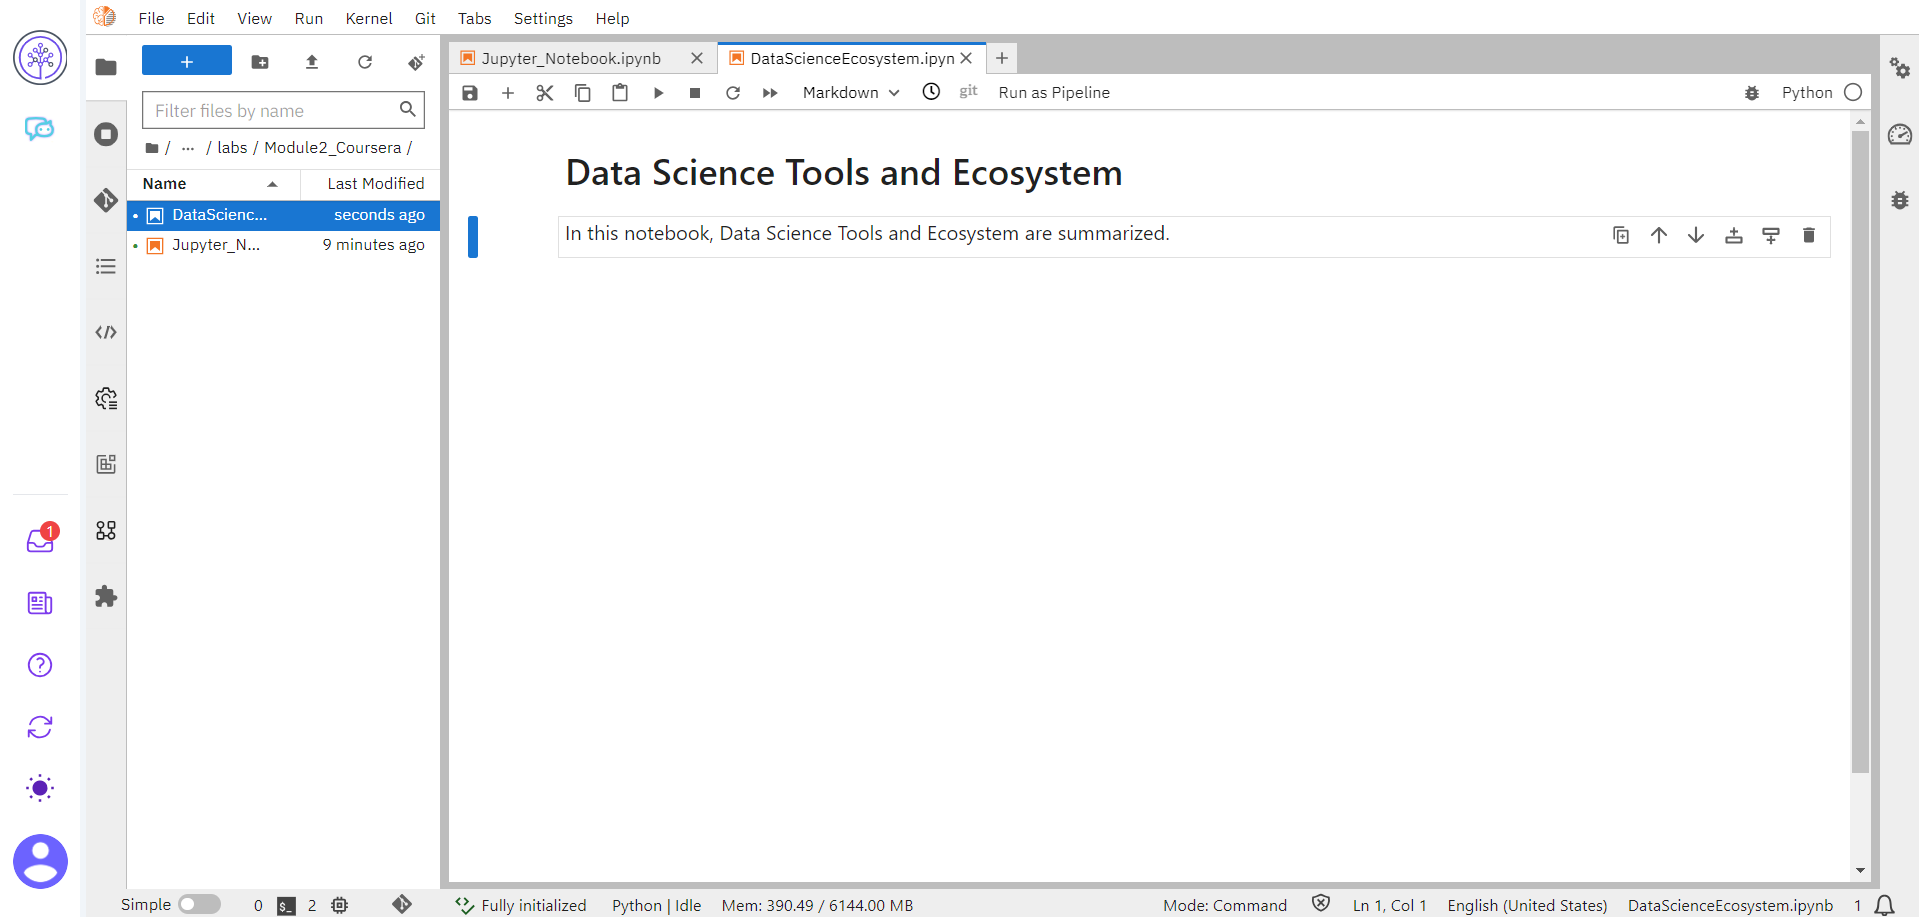 File Edit View Run Kernel Git Tabs Settings Help
+
Filter files by name
/ ... / labs / Module2_Coursera /
Name Last Modified
DataScienc... seconds ago
Jupyter_N... 9 minutes ago
Jupyter_Notebook.ipynb
DataScienceEcosystem.ipyn
Markdown git Run as Pipeline Python
Data Science Tools and Ecosystem
In this notebook, Data Science Tools and Ecosystem are summarized.
1
Simple 0 $_ 2 Fully initialized Python | Idle Mem: 390.49 / 6144.00 MB Mode: Command Ln 1, Col 1 English (United States) DataScienceEcosystem.ipynb 1